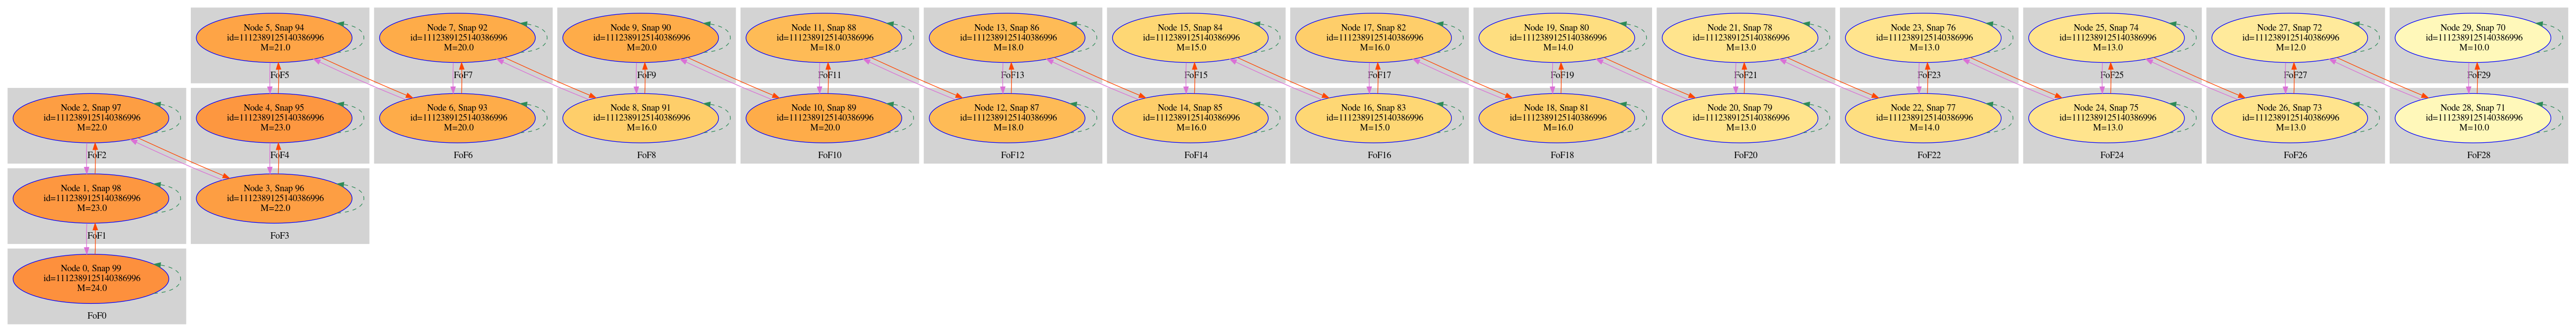 Node 5, Snap 94
id=1112389125140386996
M=21.0
FoF5
Node 7, Snap 92
id=1112389125140386996
M=20.0
FoF7
Node 9, Snap 90
id=1112389125140386996
M=20.0
FoF9
Node 11, Snap 88
id=1112389125140386996
M=18.0
FoF11
Node 13, Snap 86
id=1112389125140386996
M=18.0
FoF13
Node 15, Snap 84
id=1112389125140386996
M=15.0
FoF15
Node 17, Snap 82
id=1112389125140386996
M=16.0
FoF17
Node 19, Snap 80
id=1112389125140386996
M=14.0
FoF19
Node 21, Snap 78
id=1112389125140386996
M=13.0
FoF21
Node 23, Snap 76
id=1112389125140386996
M=13.0
FoF23
Node 25, Snap 74
id=1112389125140386996
M=13.0
FoF25
Node 27, Snap 72
id=1112389125140386996
M=12.0
FoF27
Node 29, Snap 70
id=1112389125140386996
M=10.0
FoF29
Node 2, Snap 97
id=1112389125140386996
M=22.0
FoF2
Node 4, Snap 95
id=1112389125140386996
M=23.0
FoF4
Node 6, Snap 93
id=1112389125140386996
M=20.0
FoF6
Node 8, Snap 91
id=1112389125140386996
M=16.0
FoF8
Node 10, Snap 89
id=1112389125140386996
M=20.0
FoF10
Node 12, Snap 87
id=1112389125140386996
M=18.0
FoF12
Node 14, Snap 85
id=1112389125140386996
M=16.0
FoF14
Node 16, Snap 83
id=1112389125140386996
M=15.0
FoF16
Node 18, Snap 81
id=1112389125140386996
M=16.0
FoF18
Node 20, Snap 79
id=1112389125140386996
M=13.0
FoF20
Node 22, Snap 77
id=1112389125140386996
M=14.0
FoF22
Node 24, Snap 75
id=1112389125140386996
M=13.0
FoF24
Node 26, Snap 73
id=1112389125140386996
M=13.0
FoF26
Node 28, Snap 71
id=1112389125140386996
M=10.0
FoF28
Node 1, Snap 98
id=1112389125140386996
M=23.0
FoF1
Node 3, Snap 96
id=1112389125140386996
M=22.0
FoF3
Node 0, Snap 99
id=1112389125140386996
M=24.0
FoF0